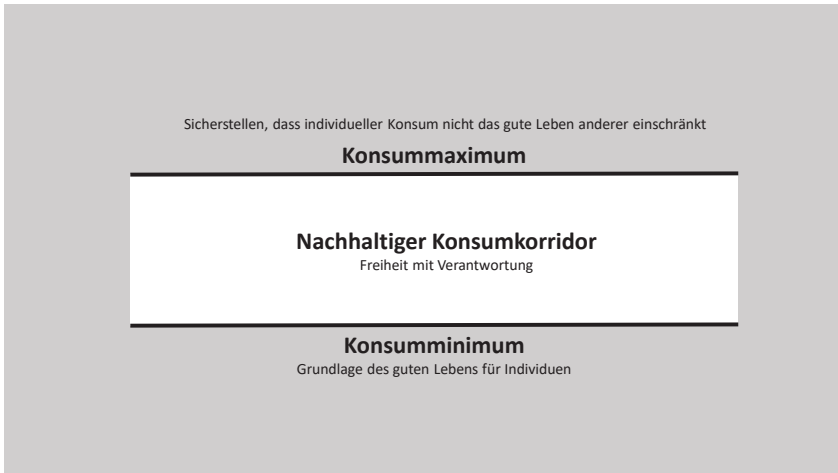 Sicherstellen, dass individueller Konsum nicht das gute Leben anderer einschränkt
Konsummaximum
Nachhaltiger Konsumkorridor
Freiheit mit Verantwortung
Konsumminimum
Grundlage des guten Lebens für Individuen